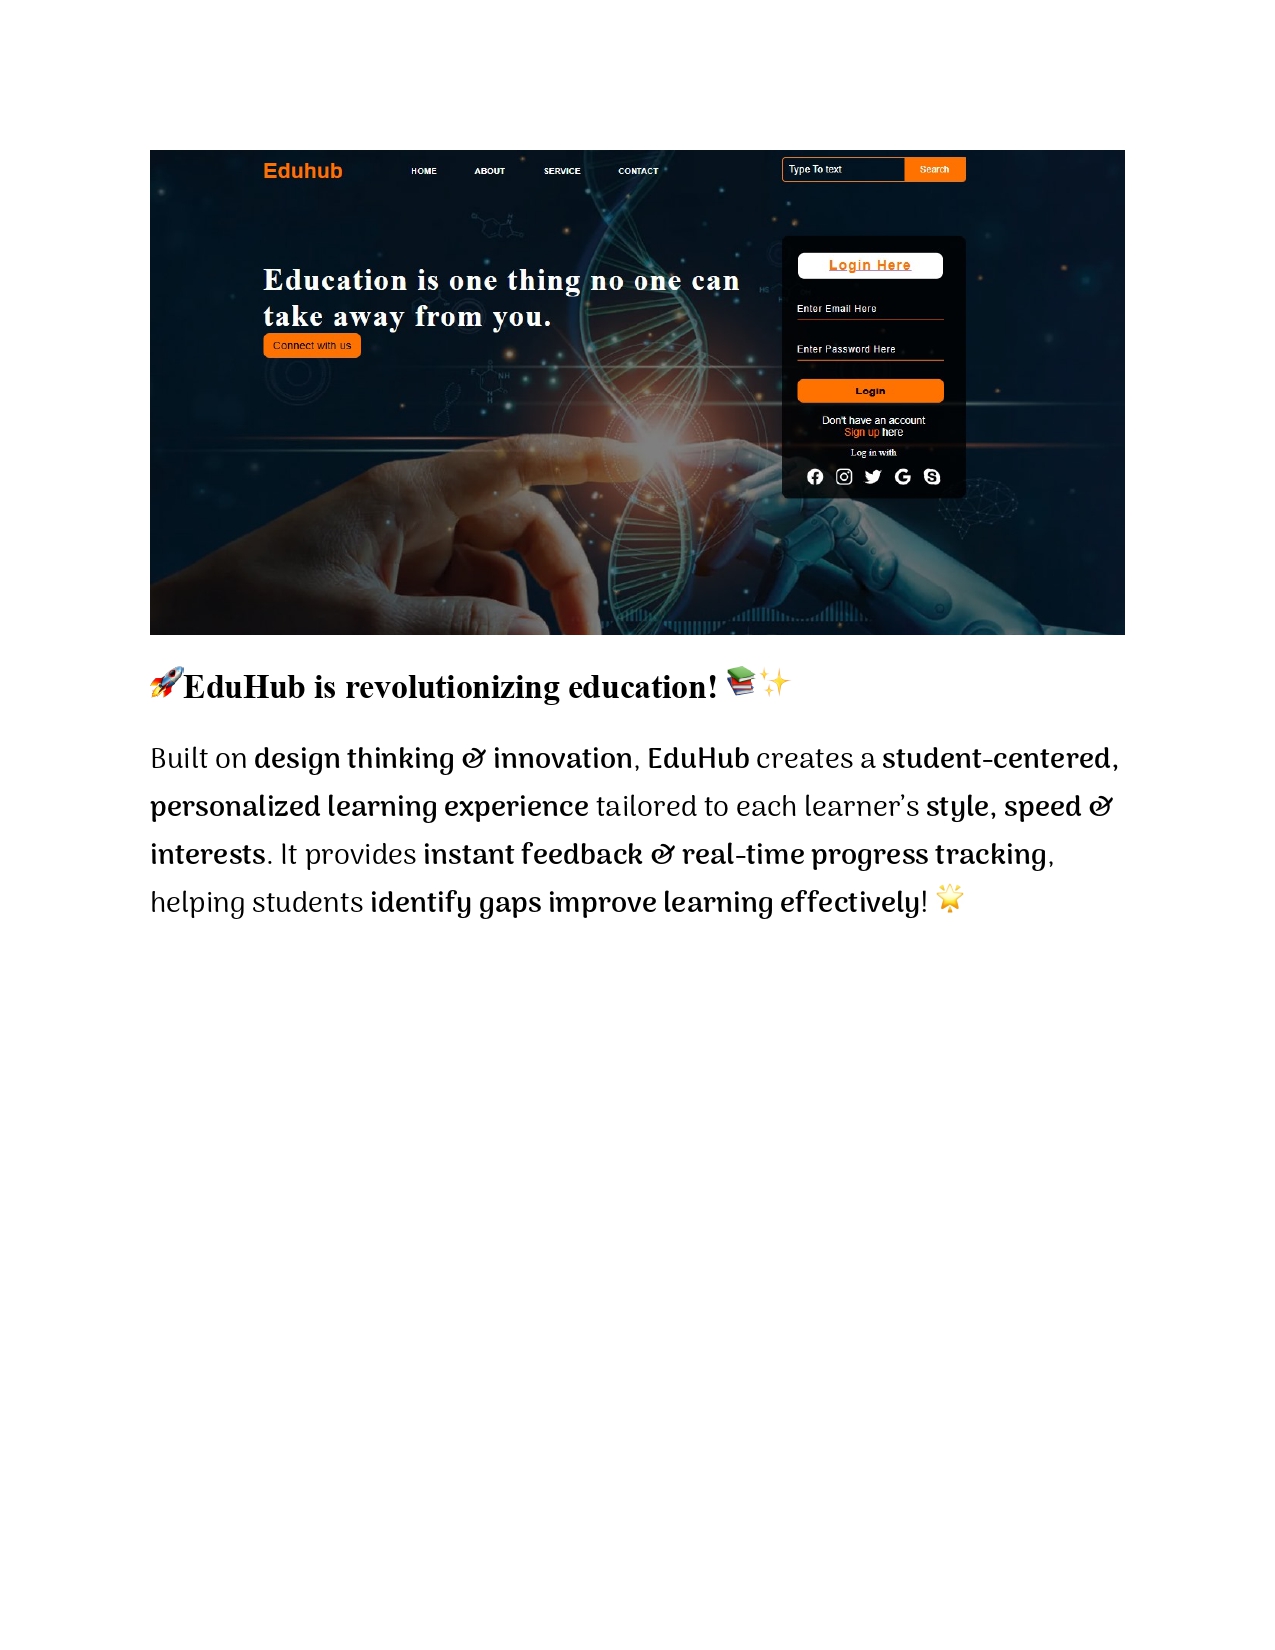 Eduhub HOME ABOUT SERVICE CONTACT Type To text Search
Education is one thing no one can
take away from you.
Connect with us
Login Here
Enter Email Here
Enter Password Here
Login
Don't have an account
Sign up here
Log in with
🚀EduHub is revolutionizing education! 📚✨
Built on design thinking & innovation, EduHub creates a student-centered,
personalized learning experience tailored to each learner’s style, speed &
interests. It provides instant feedback & real-time progress tracking,
helping students identify gaps improve learning effectively! 🌟